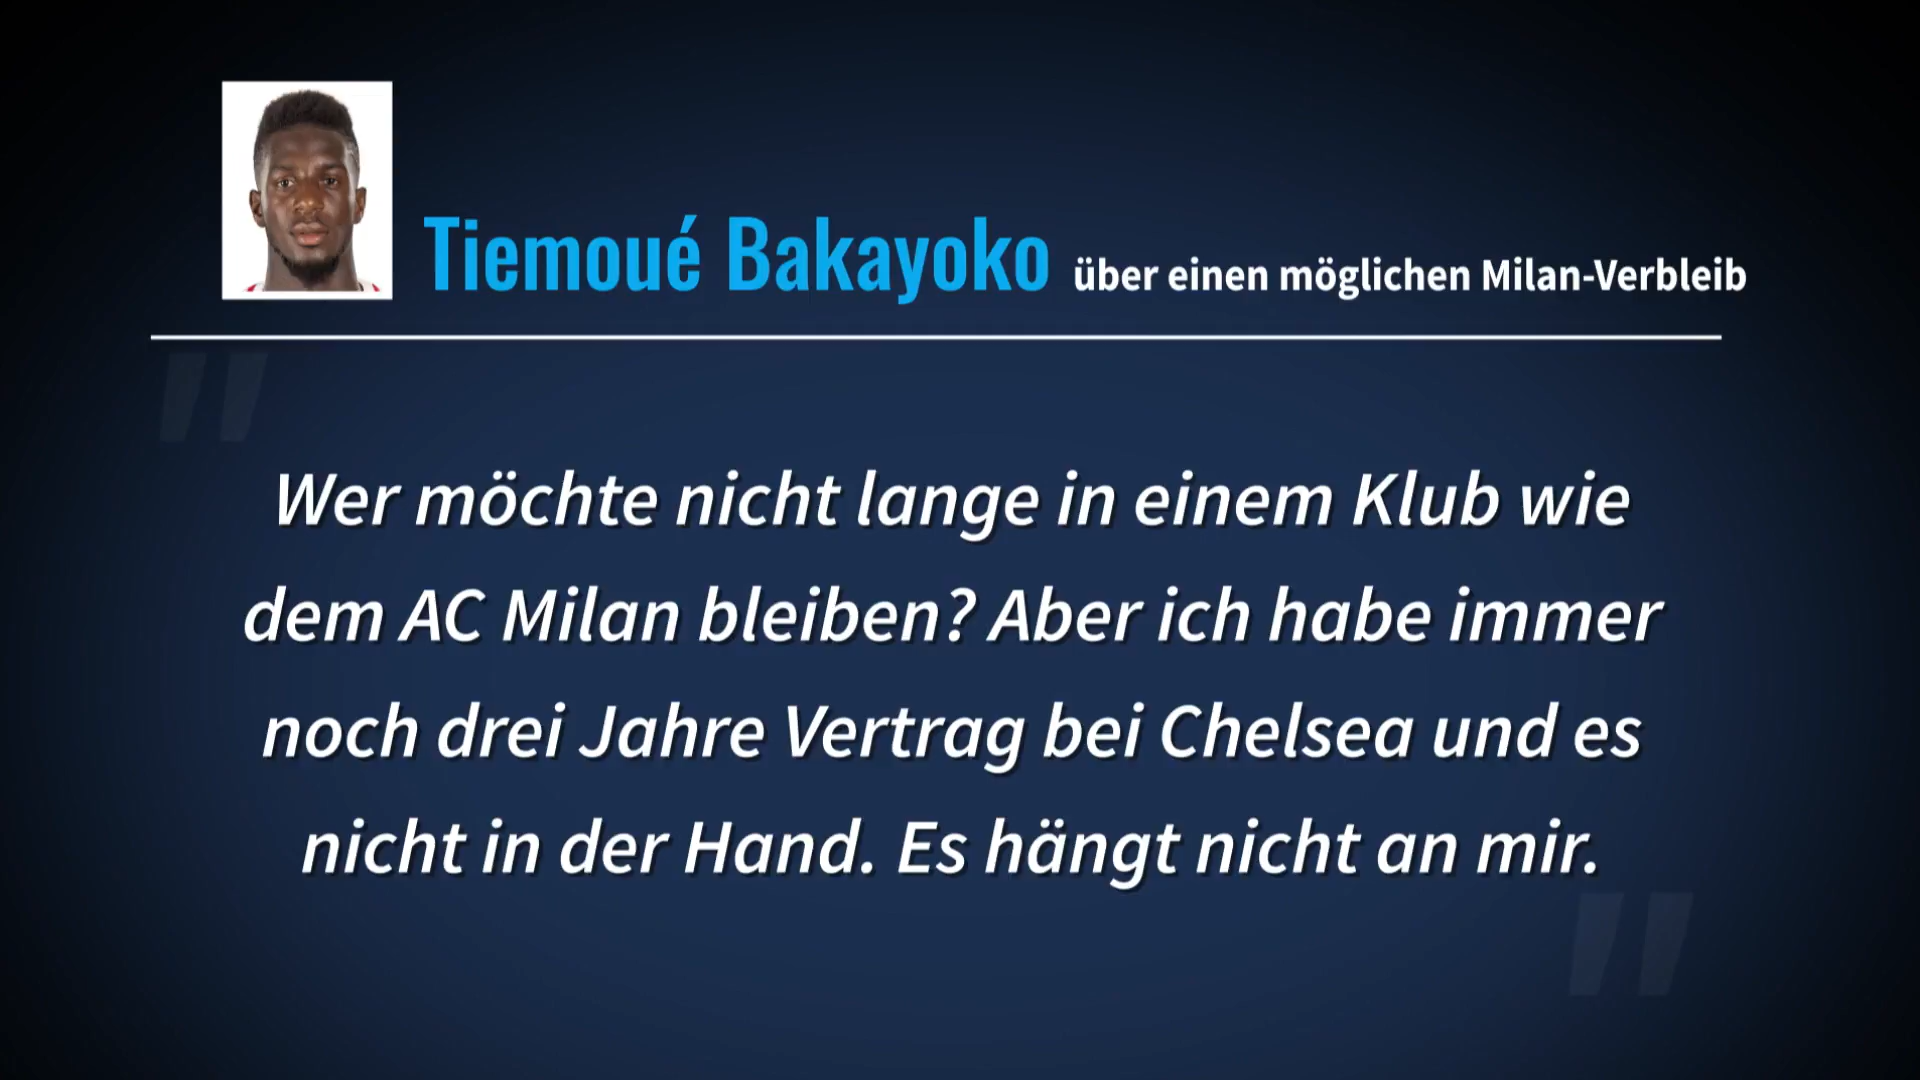 Tiemoué Bakayoko über einen möglichen Milan-Verbleib
"
Wer möchte nicht lange in einem Klub wie
dem AC Milan bleiben? Aber ich habe immer
noch drei Jahre Vertrag bei Chelsea und es
nicht in der Hand. Es hängt nicht an mir.
"